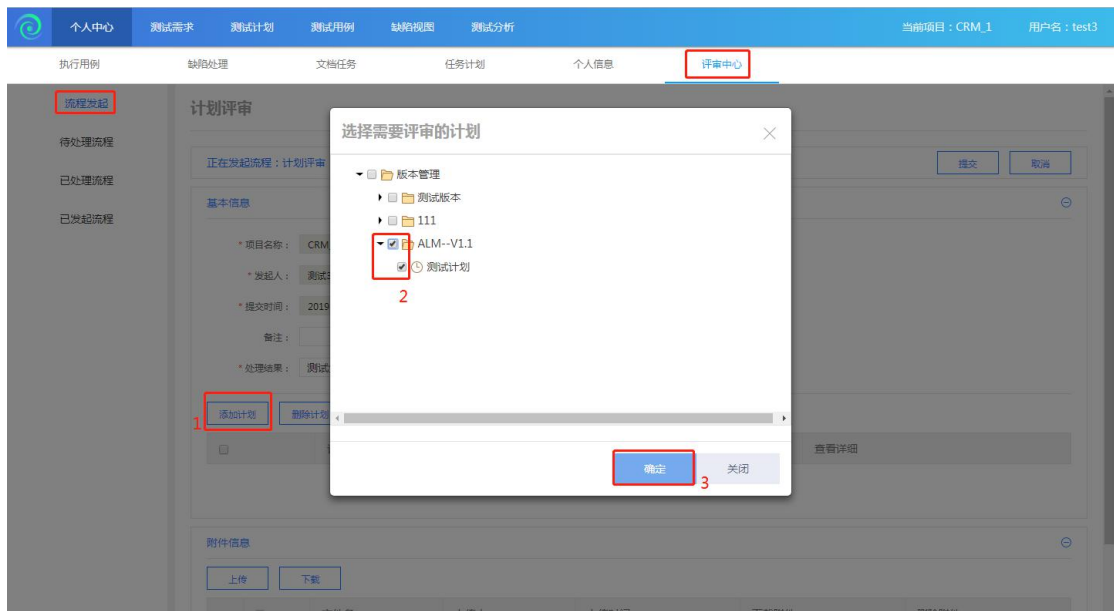 个人中心 测试需求 测试计划 测试用例 缺陷视图 测试分析 当前项目：CRM_1 用户名：test3
执行用例 缺陷处理 文档任务 任务计划 个人信息 评审中心
流程发起
待处理流程
已处理流程
已发起流程
计划评审
正在发起流程：计划评审 提交 取消
基本信息
* 项目名称： CRM
* 发起人： 测试
* 提交时间： 2019
备注：
* 处理结果： 测试
1 添加计划 删除计划
查看详细
选择需要评审的计划
版本管理
测试版本
111
ALM--V1.1
测试计划
2
确定 关闭
3
附件信息
上传 下载